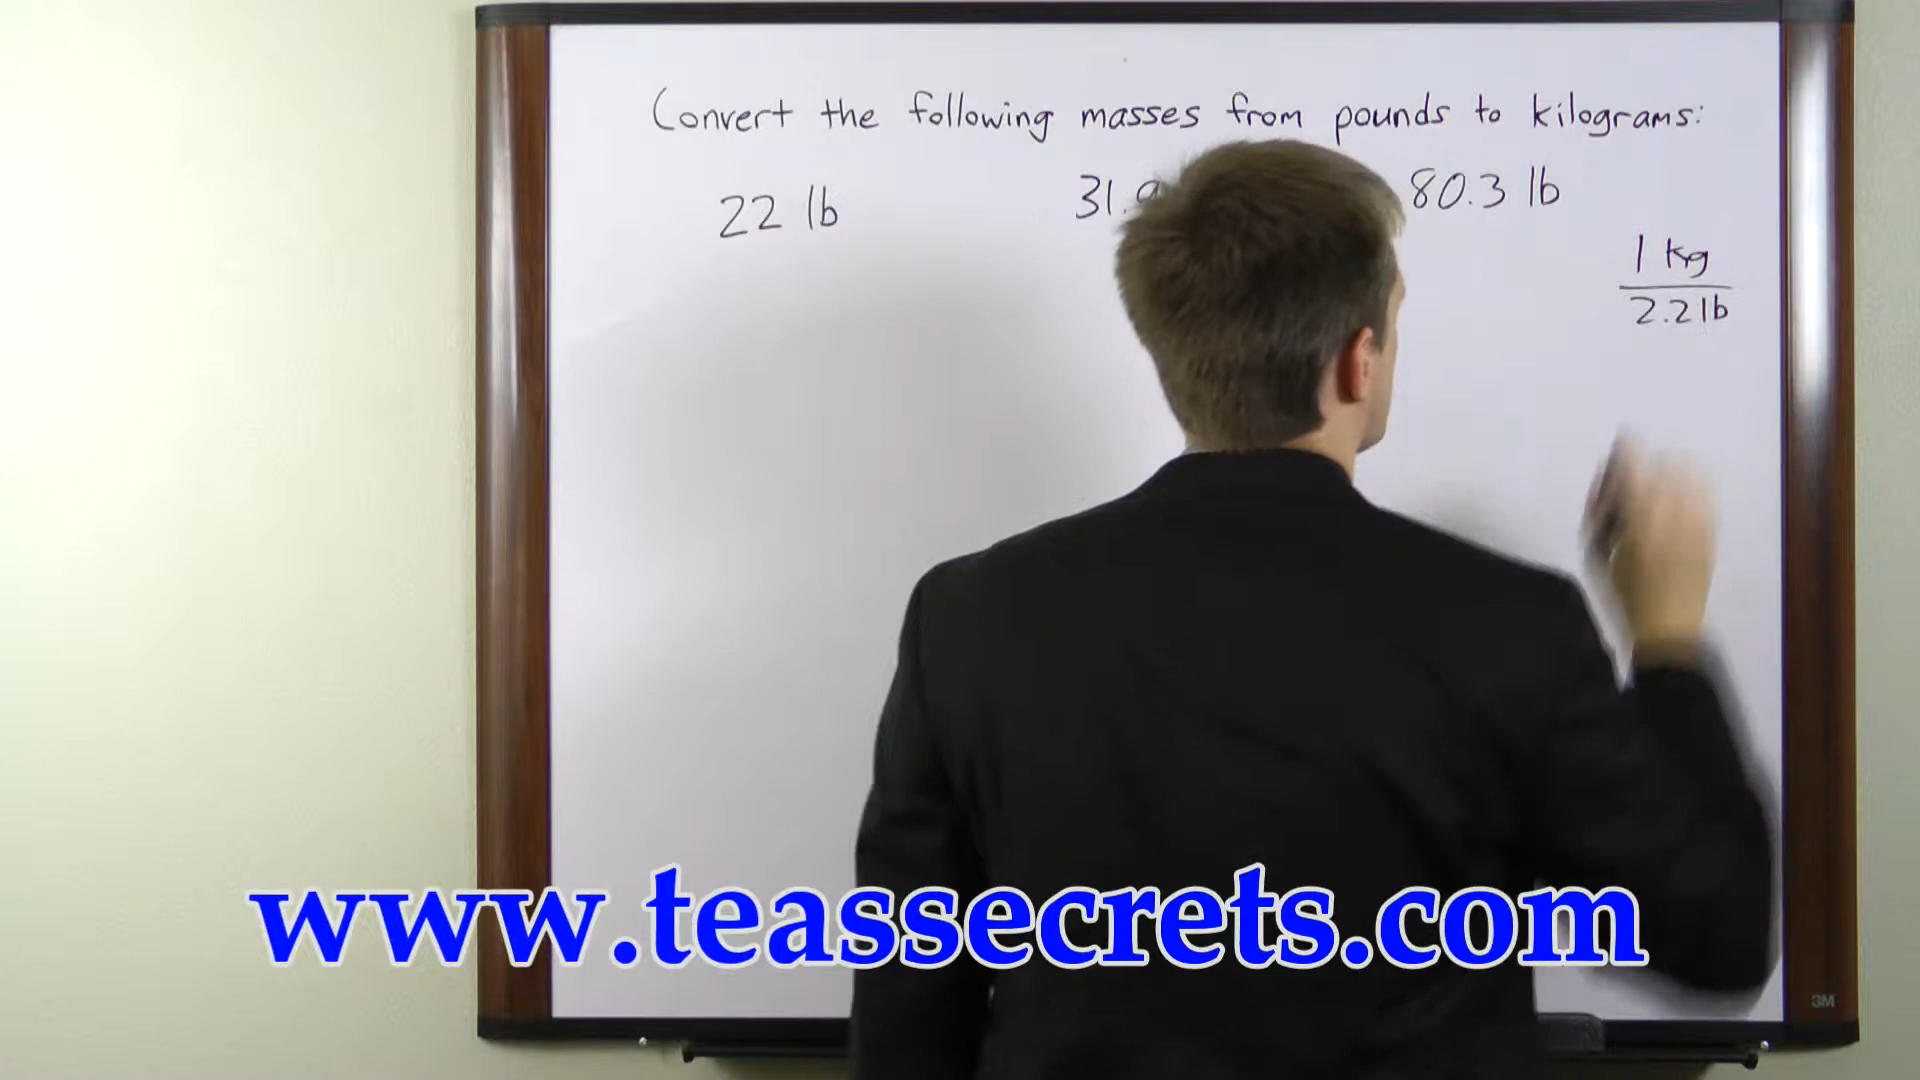 Convert the following masses from pounds to kilograms:
22 lb 80.3 lb
1 kg
2.2 lb
www.teassecrets.com
3M